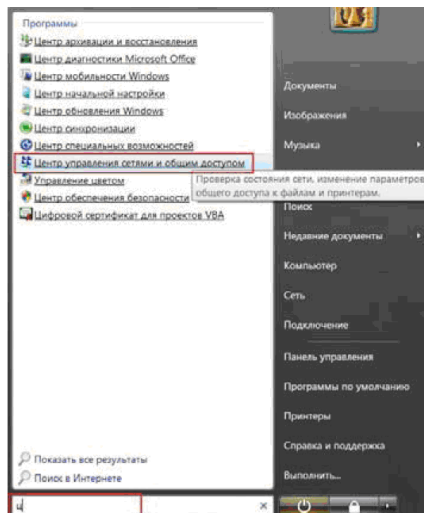 Программы
Центр архивации и восстановления
Центр диагностики Microsoft Office
Центр мобильности Windows
Центр начальной настройки
Центр обновления Windows
Центр синхронизации
Центр специальных возможностей
Центр управления сетями и общим доступом
Управление цветом
Центр обеспечения безопасности
Цифровой сертификат для проектов VBA
Проверка состояния сети, изменение параметров
общего доступа к файлам и принтерам.
Показать все результаты
Поиск в Интернете
ц
Документы
Изображения
Музыка
Поиск
Недавние документы
Компьютер
Сеть
Подключение
Панель управления
Программы по умолчанию
Принтеры
Справка и поддержка
Выполнить...